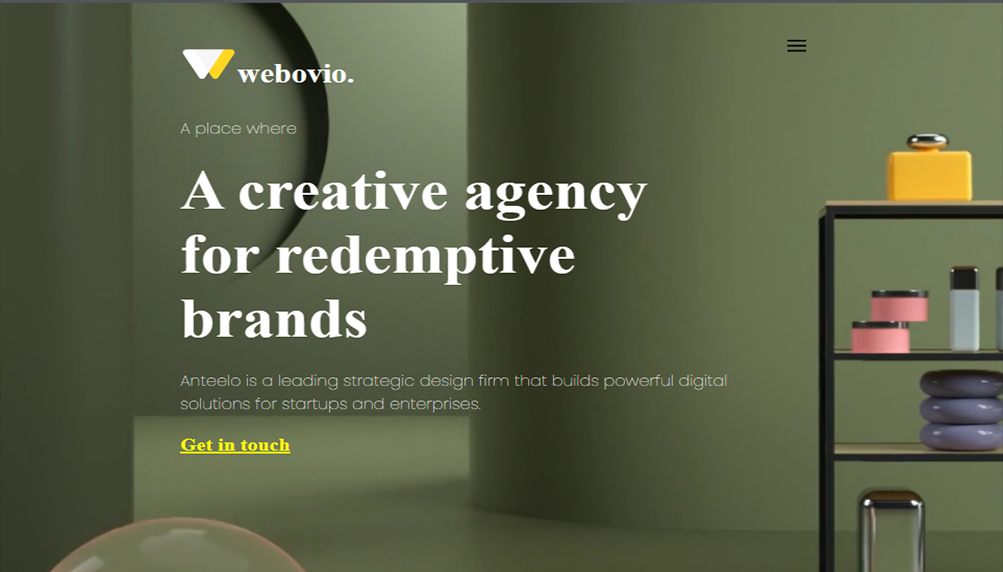 webovio.
A place where
A creative agency
for redemptive
brands
Anteelo is a leading strategic design firm that builds powerful digital
solutions for startups and enterprises.
Get in touch